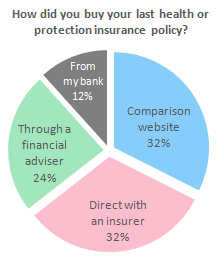 How did you buy your last health or
protection insurance policy?
From
my bank
12%
Comparison
website
32%
Through a
financial
adviser
24%
Direct with
an insurer
32%